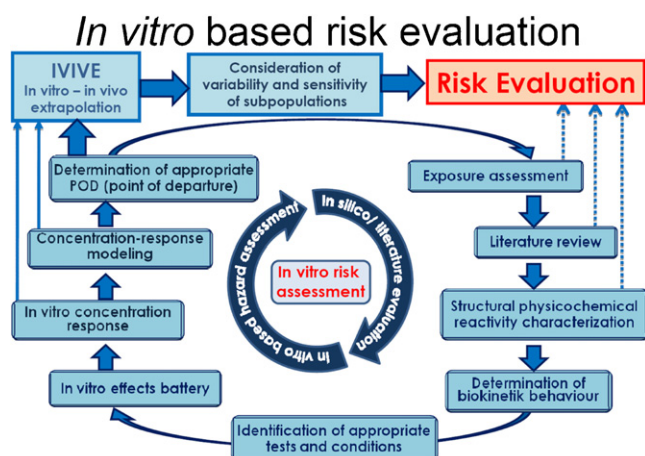 In vitro based risk evaluation
IVIVE
In vitro – in vivo
extrapolation
Consideration of
variability and sensitivity
of subpopulations
Risk Evaluation
Determination of appropriate
POD (point of departure)
Exposure assessment
Concentration-response
modeling
Literature review
In vitro concentration
response
Structural physicochemical
reactivity characterization
In vitro effects battery
Determination of
biokinetik behaviour
Identification of appropriate
tests and conditions
In vitro based hazard assessment
In silico/ literature evaluation
In vitro risk
assessment